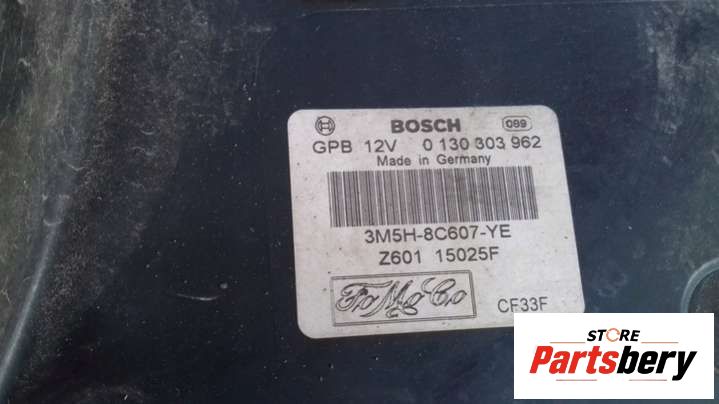 BOSCH 089
GPB 12V 0 130 303 962
Made in Germany
3M5H-8C607-YE
Z601 15025F
FoMoCo CF33F
STORE
Partsbery